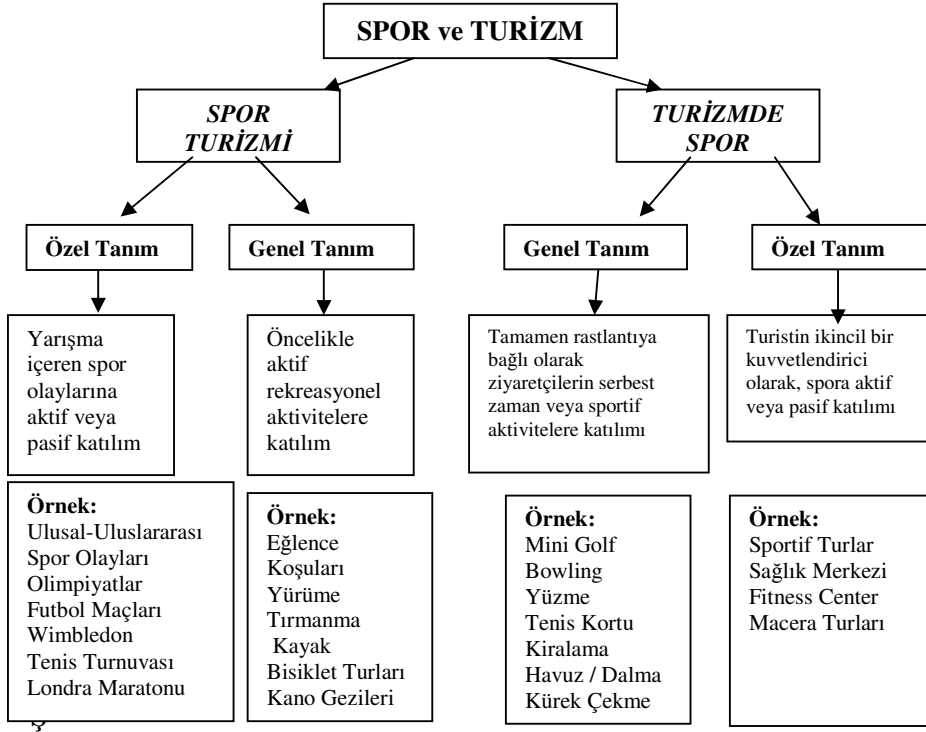 SPOR ve TURİZM
SPOR
TURİZMİ
TURİZMDE
SPOR
Özel Tanım
Genel Tanım
Genel Tanım
Özel Tanım
Yarışma
içeren spor
olaylarına
aktif veya
pasif katılım
Öncelikle
aktif
rekreasyonel
aktivitelere
katılım
Tamamen rastlantıya
bağlı olarak
ziyaretçilerin serbest
zaman veya sportif
aktivitelere katılımı
Turistin ikincil bir
kuvvetlendirici
olarak, spora aktif
veya pasif katılımı
Örnek:
Ulusal-Uluslararası
Spor Olayları
Olimpiyatlar
Futbol Maçları
Wimbledon
Tenis Turnuvası
Londra Maratonu
Örnek:
Eğlence
Koşuları
Yürüme
Tırmanma
Kayak
Bisiklet Turları
Kano Gezileri
Örnek:
Mini Golf
Bowling
Yüzme
Tenis Kortu
Kiralama
Havuz / Dalma
Kürek Çekme
Örnek:
Sportif Turlar
Sağlık Merkezi
Fitness Center
Macera Turları